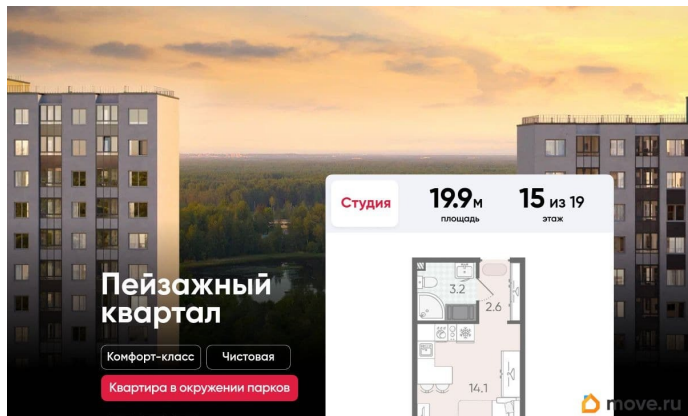 Студия
19.9м
площадь
15 из 19
этаж
3.2
2.6
14.1
Пейзажный
квартал
Комфорт-класс
Чистовая
Квартира в окружении парков
move.ru